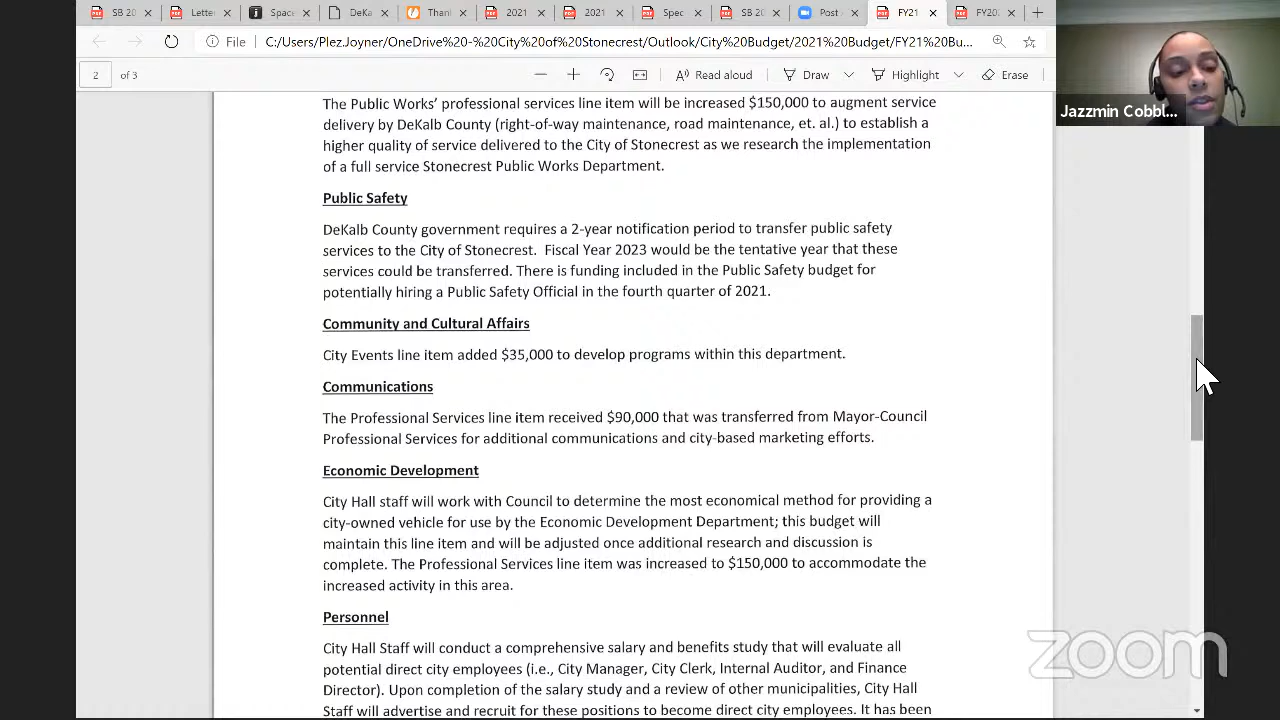 SB 20
Letter
Space
DeKa
Than
2021
2021
Spec
SB 20
Post
FY21
FY20
File
C:/Users/Plez.Joyner/OneDrive%20-%20City%20of%20Stonecrest/Outlook/City%20Budget/2021%20Budget/FY21%20Bu...
2 of 3
Read aloud
Draw
Highlight
Erase
Jazzmin Cobbl...
The Public Works' professional services line item will be increased $150,000 to augment service
delivery by DeKalb County (right-of-way maintenance, road maintenance, et. al.) to establish a
higher quality of service delivered to the City of Stonecrest as we research the implementation
of a full service Stonecrest Public Works Department.
Public Safety
DeKalb County government requires a 2-year notification period to transfer public safety
services to the City of Stonecrest. Fiscal Year 2023 would be the tentative year that these
services could be transferred. There is funding included in the Public Safety budget for
potentially hiring a Public Safety Official in the fourth quarter of 2021.
Community and Cultural Affairs
City Events line item added $35,000 to develop programs within this department.
Communications
The Professional Services line item received $90,000 that was transferred from Mayor-Council
Professional Services for additional communications and city-based marketing efforts.
Economic Development
City Hall staff will work with Council to determine the most economical method for providing a
city-owned vehicle for use by the Economic Development Department; this budget will
maintain this line item and will be adjusted once additional research and discussion is
complete. The Professional Services line item was increased to $150,000 to accommodate the
increased activity in this area.
Personnel
City Hall Staff will conduct a comprehensive salary and benefits study that will evaluate all
potential direct city employees (i.e., City Manager, City Clerk, Internal Auditor, and Finance
Director). Upon completion of the salary study and a review of other municipalities, City Hall
Staff will advertise and recruit for these positions to become direct city employees. It has been
zoom